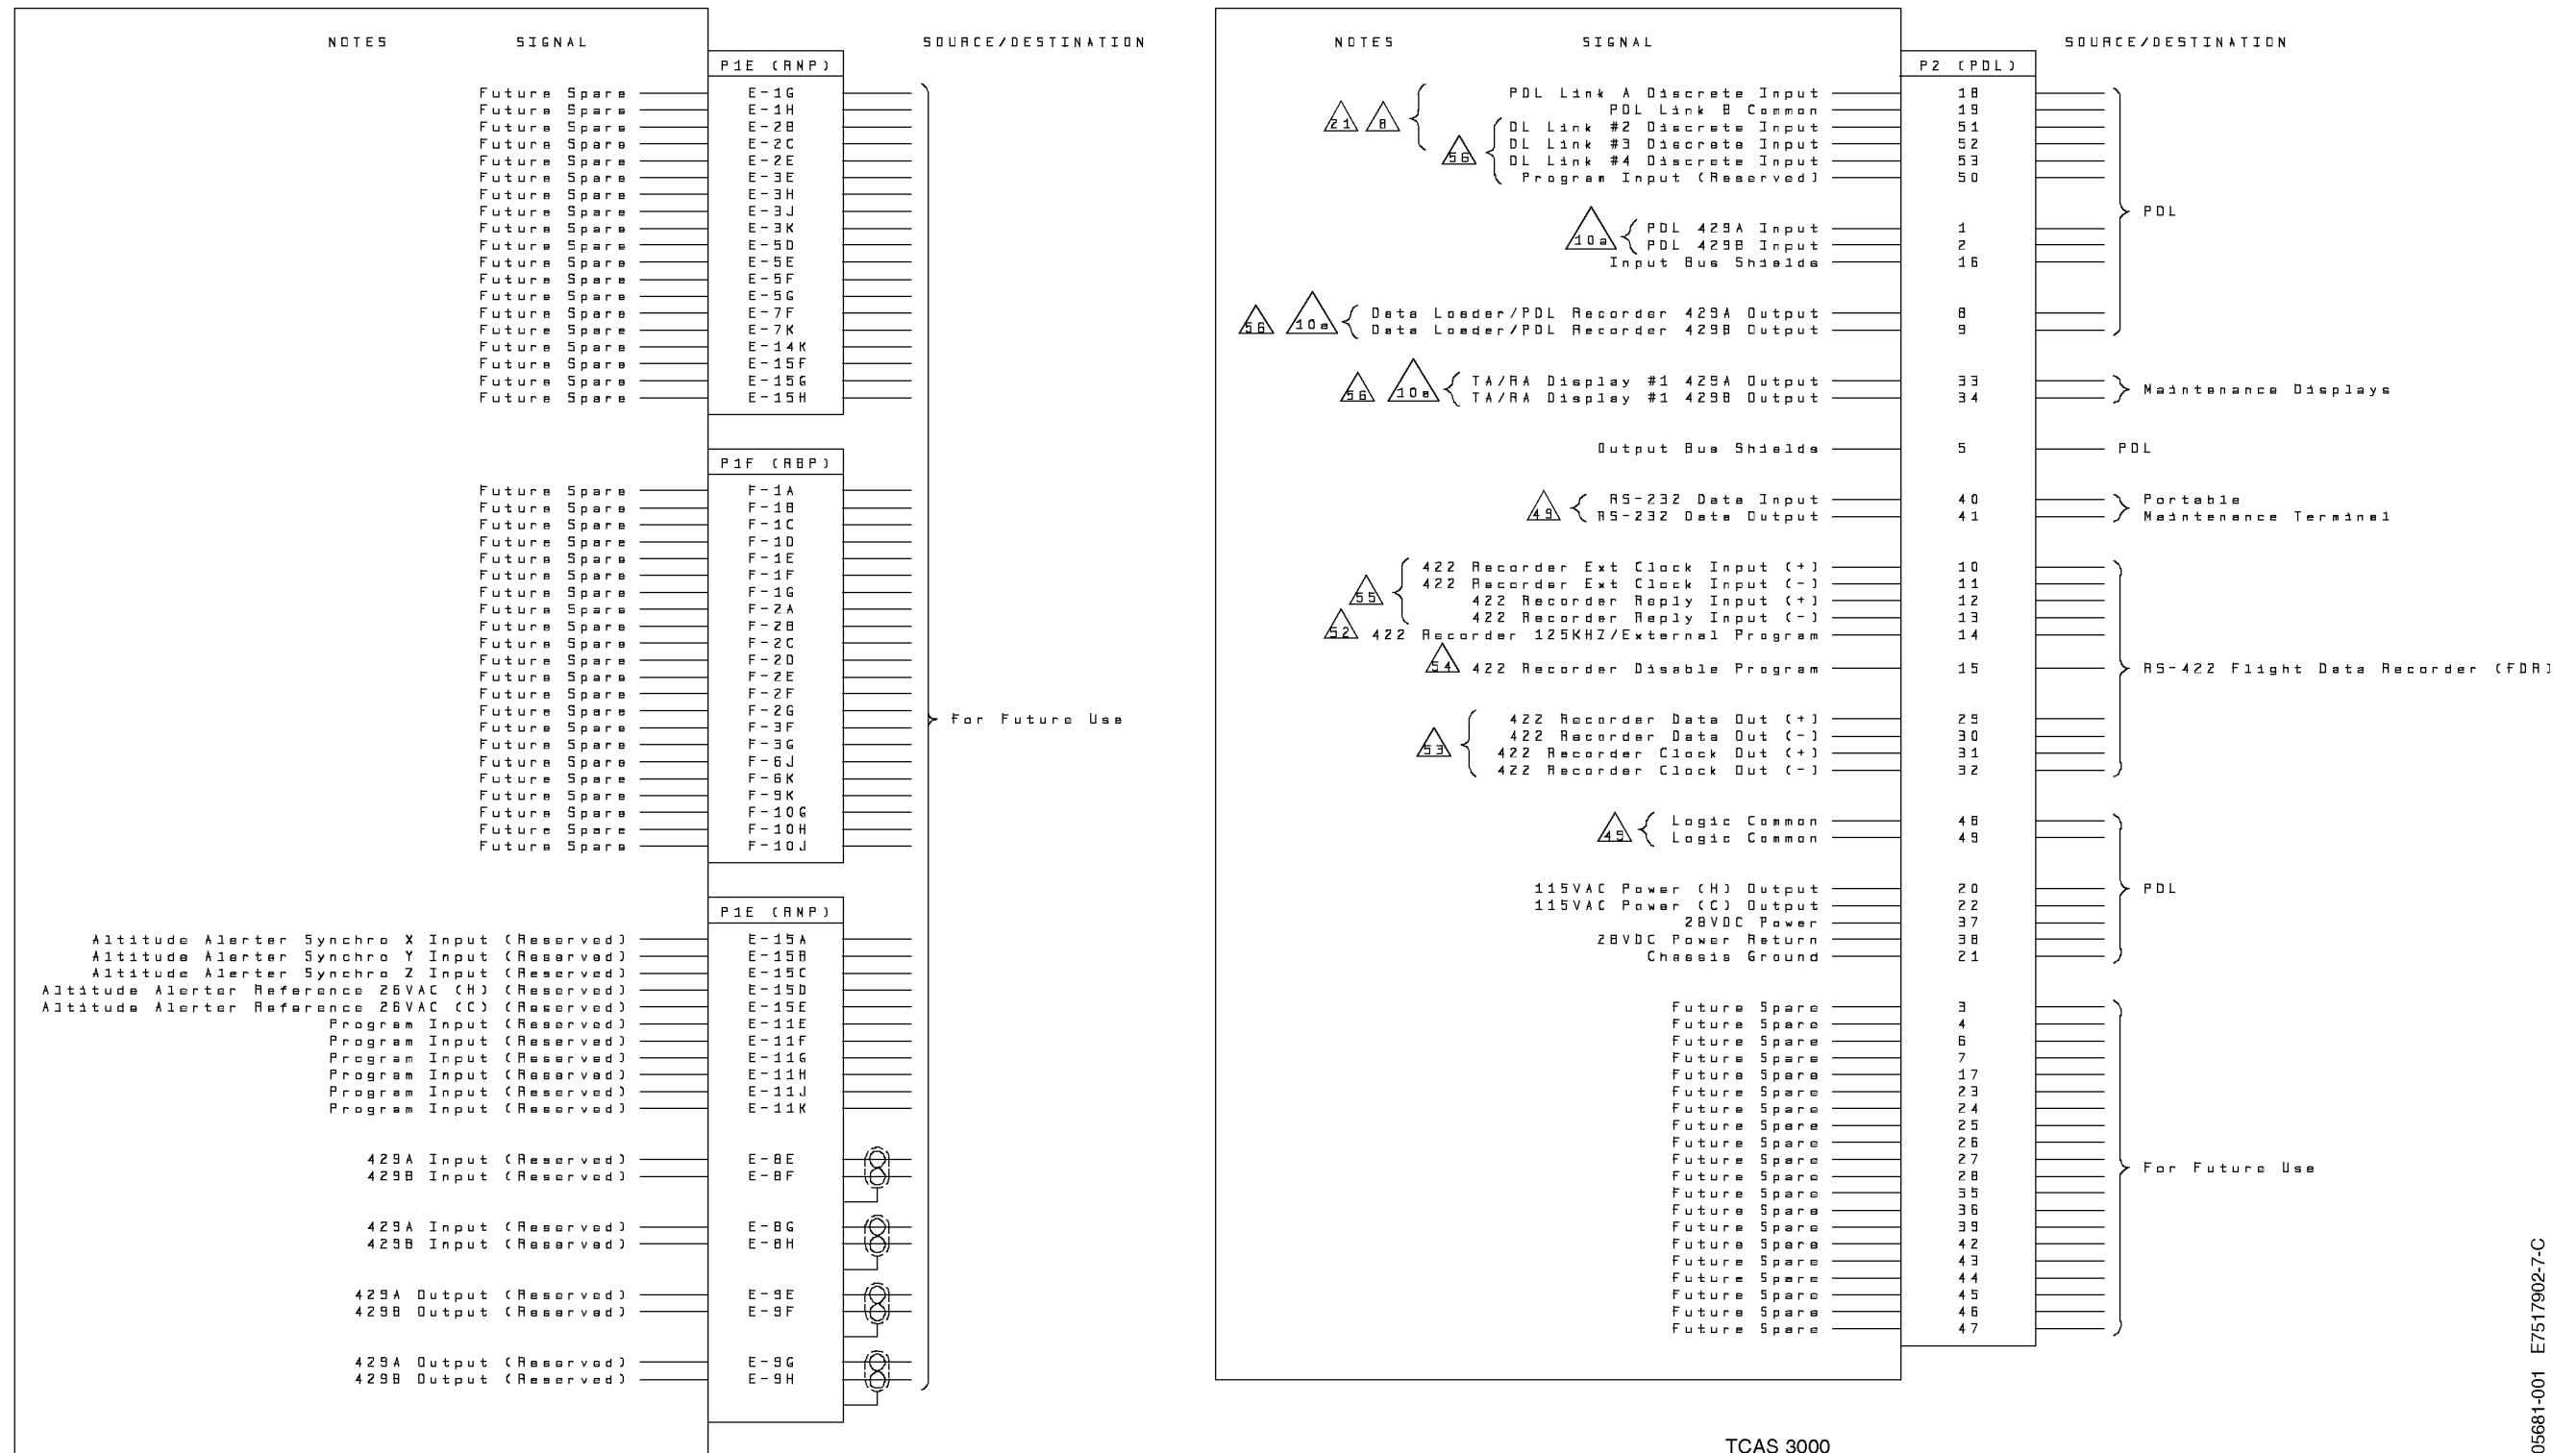 NOTES SIGNAL SOURCE/DESTINATION
P1E (RNP)
Future Spare E-1G
Future Spare E-1H
Future Spare E-2B
Future Spare E-2C
Future Spare E-2E
Future Spare E-3E
Future Spare E-3H
Future Spare E-3J
Future Spare E-3K
Future Spare E-5D
Future Spare E-5E
Future Spare E-5F
Future Spare E-5G
Future Spare E-7F
Future Spare E-7K
Future Spare E-14K
Future Spare E-15F
Future Spare E-15G
Future Spare E-15H
P1F (RBP)
Future Spare F-1A
Future Spare F-1B
Future Spare F-1C
Future Spare F-1D
Future Spare F-1E
Future Spare F-1F
Future Spare F-1G
Future Spare F-2A
Future Spare F-2B
Future Spare F-2C
Future Spare F-2D
Future Spare F-2E
Future Spare F-2F
Future Spare F-2G
Future Spare F-3F
Future Spare F-3G
Future Spare F-6J
Future Spare F-6K
Future Spare F-9K
Future Spare F-10G
Future Spare F-10H
Future Spare F-10J
For Future Use
P1E (RNP)
Altitude Alerter Synchro X Input (Reserved) E-15A
Altitude Alerter Synchro Y Input (Reserved) E-15B
Altitude Alerter Synchro Z Input (Reserved) E-15C
Altitude Alerter Reference 26VAC (H) (Reserved) E-15D
Altitude Alerter Reference 26VAC (C) (Reserved) E-15E
Program Input (Reserved) E-11E
Program Input (Reserved) E-11F
Program Input (Reserved) E-11G
Program Input (Reserved) E-11H
Program Input (Reserved) E-11J
Program Input (Reserved) E-11K
429A Input (Reserved) E-8E
429B Input (Reserved) E-8F
429A Input (Reserved) E-8G
429B Input (Reserved) E-8H
429A Output (Reserved) E-9E
429B Output (Reserved) E-9F
429A Output (Reserved) E-9G
429B Output (Reserved) E-9H
NOTES SIGNAL SOURCE/DESTINATION
P2 (PDL)
PDL Link A Discrete Input 18
21 8 PDL Link B Common 19
DL Link #2 Discrete Input 51
56 DL Link #3 Discrete Input 52
DL Link #4 Discrete Input 53
Program Input (Reserved) 50
PDL
10a PDL 429A Input 1
PDL 429B Input 2
Input Bus Shields 16
56 10a Data Loader/PDL Recorder 429A Output 8
Data Loader/PDL Recorder 429B Output 9
56 10a TA/RA Display #1 429A Output 33
TA/RA Display #1 429B Output 34
Maintenance Displays
Output Bus Shields 5 PDL
49 RS-232 Data Input 40 Portable
RS-232 Data Output 41 Maintenance Terminal
422 Recorder Ext Clock Input (+) 10
422 Recorder Ext Clock Input (-) 11
55 422 Recorder Reply Input (+) 12
422 Recorder Reply Input (-) 13
52 422 Recorder 125KHZ/External Program 14
54 422 Recorder Disable Program 15 RS-422 Flight Data Recorder (FDR)
422 Recorder Data Out (+) 29
53 422 Recorder Data Out (-) 30
422 Recorder Clock Out (+) 31
422 Recorder Clock Out (-) 32
Logic Common 48
Logic Common 49
115VAC Power (H) Output 20 PDL
115VAC Power (C) Output 22
28VDC Power 37
28VDC Power Return 38
Chassis Ground 21
Future Spare 3
Future Spare 4
Future Spare 6
Future Spare 7
Future Spare 17
Future Spare 23
Future Spare 24
Future Spare 25
Future Spare 26
Future Spare 27
Future Spare 28
Future Spare 35
Future Spare 36
Future Spare 39
Future Spare 42
Future Spare 43
Future Spare 44
Future Spare 45
Future Spare 46
Future Spare 47
For Future Use
TCAS 3000
05681-001 E7517902-7-C